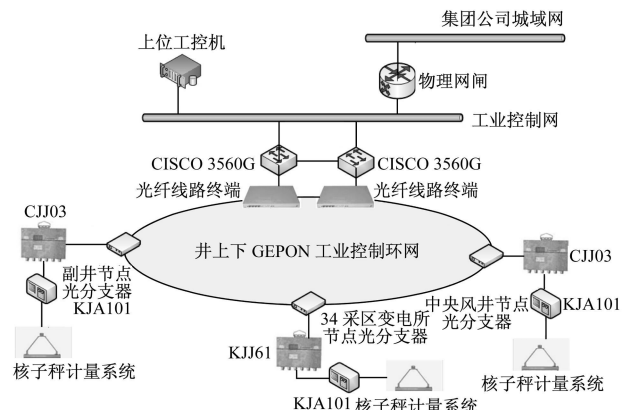 集团公司城域网
上位工控机
物理网闸
工业控制网
CISCO 3560G
CISCO 3560G
光纤线路终端
光纤线路终端
CJJ03
井上下 GEPON 工业控制环网
CJJ03
副井节点
光分支器
KJA101
34 采区变电所
节点光分支器
中央风井节点
光分支器
KJA101
KJJ61
核子秤计量系统
核子秤计量系统
KJA101
核子秤计量系统